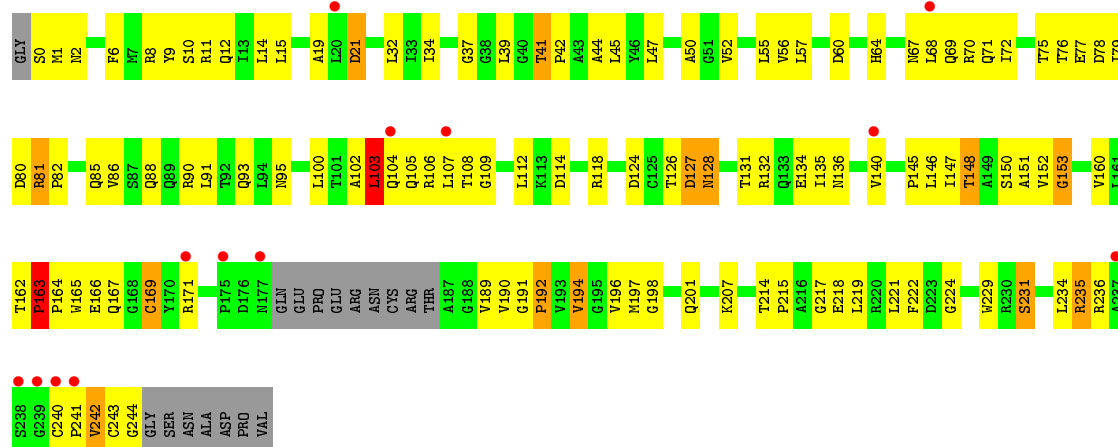 GLY S0 M1 N2 F6 M7 R8 Y9 S10 R11 Q12 I13 L14 L15 A19 L20 D21 L32 I33 I34 G37 G38 L39 G40 T41 P42 A43 A44 L45 Y46 L47 A50 G51 V52 L55 V56 L57 D60 H64 N67 L68 Q69 R70 Q71 I72 T75 T76 E77 D78
D80 R81 P82 Q85 V86 S87 Q88 Q89 R90 L91 T92 Q93 L94 N95 L100 T101 A102 L103 Q104 Q105 R106 L107 T108 G109 L112 K113 D114 R118 D124 C125 T126 D127 N128 T131 R132 Q133 E134 I135 N136 V140 P145 L146 I147 T148 A149 S150 A151 V152 G153 V160 L161
T162 P163 P164 W165 E166 Q167 G168 C169 Y170 R171 P175 D176 N177 GLN GLU PRO GLU ARG ASN CYS ARG THR A187 G188 V189 V190 G191 P192 V193 V194 G195 V196 M197 G198 Q201 K207 T214 P215 A216 G217 E218 L219 R220 L221 F222 D223 G224 W229 R230 S231 L234 R235 R236 A237
S238 G239 C240 P241 V242 C243 G244 GLY SER ASN ALA ASP PRO VAL